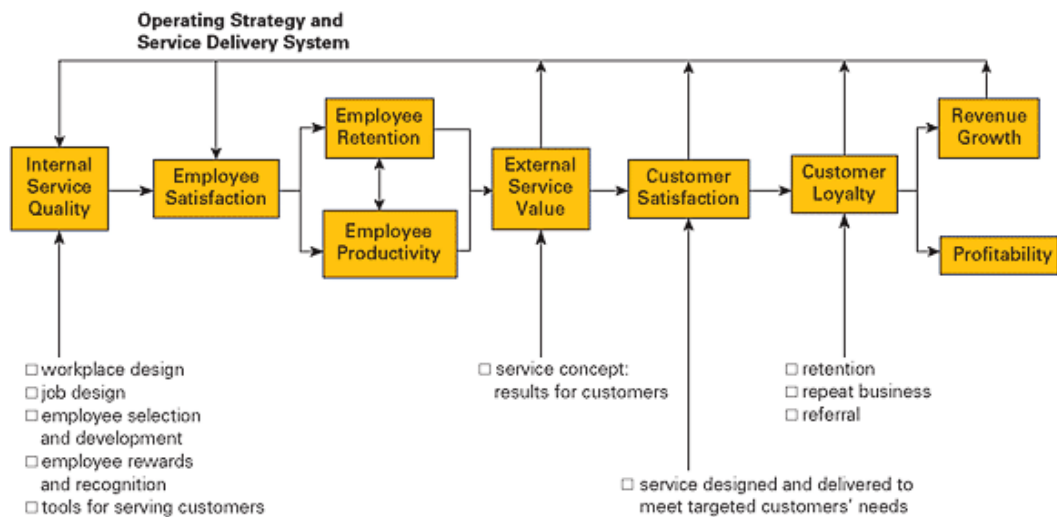 Operating Strategy and
Service Delivery System
Internal
Service
Quality
Employee
Satisfaction
Employee
Retention
Employee
Productivity
External
Service
Value
Customer
Satisfaction
Customer
Loyalty
Revenue
Growth
Profitability
□ workplace design
□ job design
□ employee selection
and development
□ employee rewards
and recognition
□ tools for serving customers
□ service concept:
results for customers
□ service designed and delivered to
meet targeted customers' needs
□ retention
□ repeat business
□ referral